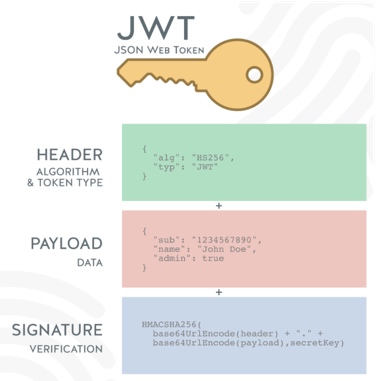 JWT
JSON WEB TOKEN
HEADER
ALGORITHM
& TOKEN TYPE
{
"alg": "HS256",
"typ": "JWT"
}
+
PAYLOAD
DATA
{
"sub": "1234567890",
"name": "John Doe",
"admin": true
}
+
SIGNATURE
VERIFICATION
HMACSHA256(
base64UrlEncode(header) + "." +
base64UrlEncode(payload),secretKey)